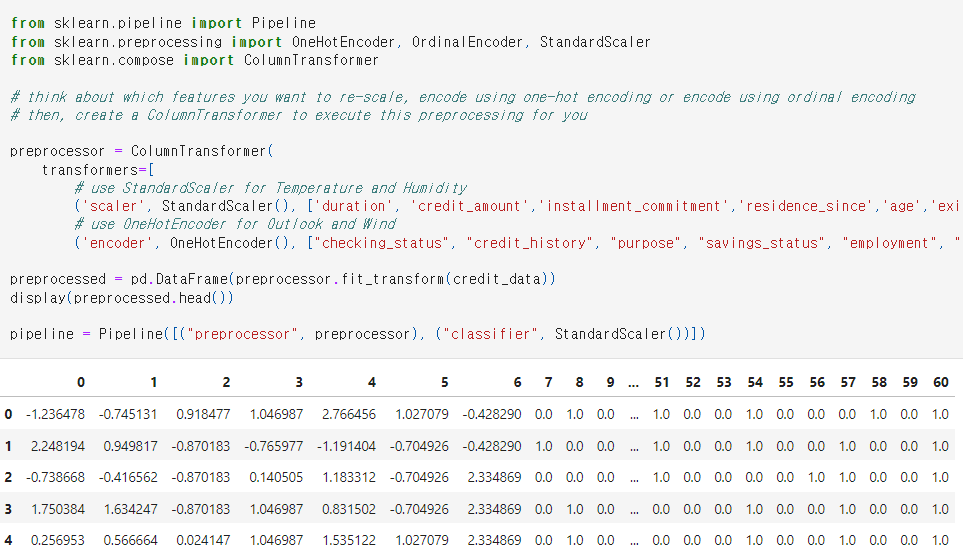 from sklearn.pipeline import Pipeline
from sklearn.preprocessing import OneHotEncoder, OrdinalEncoder, StandardScaler
from sklearn.compose import ColumnTransformer
# think about which features you want to re-scale, encode using one-hot encoding or encode using ordinal encoding
# then, create a ColumnTransformer to execute this preprocessing for you
preprocessor = ColumnTransformer(
transformers=[
# use StandardScaler for Temperature and Humidity
('scaler', StandardScaler(), ['duration', 'credit_amount','installment_commitment','residence_since','age','exi
# use OneHotEncoder for Outlook and Wind
('encoder', OneHotEncoder(), ["checking_status", "credit_history", "purpose", "savings_status", "employment", "
preprocessed = pd.DataFrame(preprocessor.fit_transform(credit_data))
display(preprocessed.head())
pipeline = Pipeline([("preprocessor", preprocessor), ("classifier", StandardScaler())])
0 1 2 3 4 5 6 7 8 9 ... 51 52 53 54 55 56 57 58 59 60
0 -1.236478 -0.745131 0.918477 1.046987 2.766456 1.027079 -0.428290 0.0 1.0 0.0 ... 1.0 0.0 0.0 1.0 0.0 0.0 0.0 1.0 0.0 1.0
1 2.248194 0.949817 -0.870183 -0.765977 -1.191404 -0.704926 -0.428290 1.0 0.0 0.0 ... 1.0 0.0 0.0 1.0 0.0 0.0 1.0 0.0 0.0 1.0
2 -0.738668 -0.416562 -0.870183 0.140505 1.183312 -0.704926 2.334869 0.0 0.0 0.0 ... 1.0 0.0 0.0 0.0 0.0 1.0 1.0 0.0 0.0 1.0
3 1.750384 1.634247 -0.870183 1.046987 0.831502 -0.704926 2.334869 0.0 1.0 0.0 ... 0.0 0.0 0.0 1.0 0.0 0.0 1.0 0.0 0.0 1.0
4 0.256953 0.566664 0.024147 1.046987 1.535122 1.027079 2.334869 0.0 1.0 0.0 ... 0.0 0.0 0.0 1.0 0.0 0.0 1.0 0.0 0.0 1.0